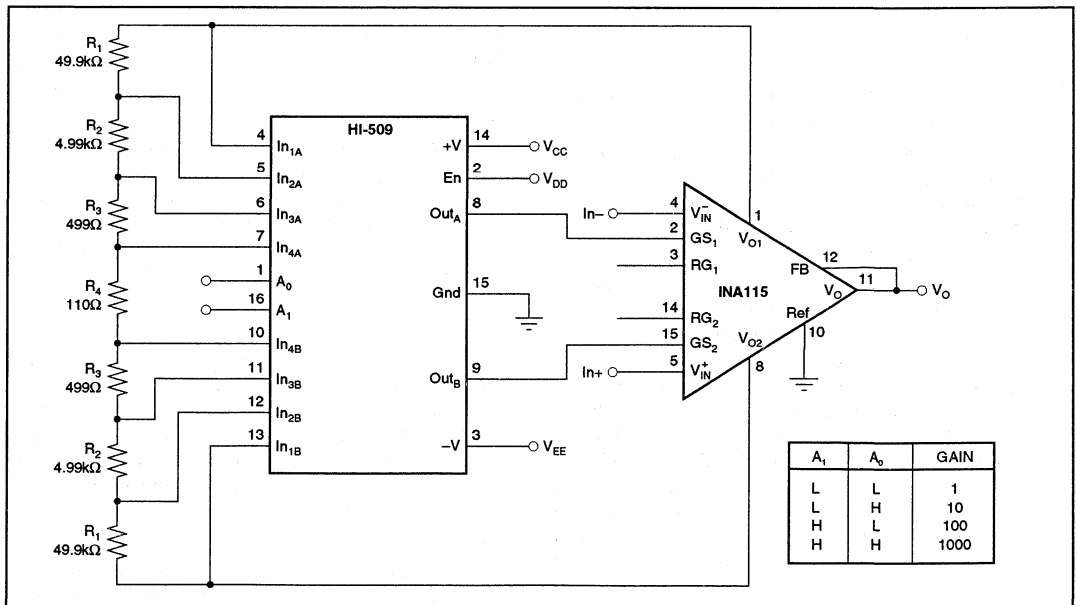 R1
49.9kΩ
R2
4.99kΩ
R3
499Ω
R4
110Ω
R3
499Ω
R2
4.99kΩ
R1
49.9kΩ
HI-509
4 In1A
5 In2A
6 In3A
7 In4A
1 A0
16 A1
10 In4B
11 In3B
12 In2B
13 In1B
+V 14 VCC
En 2 VDD
OutA 8
Gnd 15
OutB 9
–V 3 VEE
In– 4 V–IN
2 GS1
3 RG1
14 RG2
15 GS2
In+ 5 V+IN
1
VO1
FB 12
INA115
VO 11 VO
Ref
10
VO2
8
A1 A0 GAIN
L L 1
L H 10
H L 100
H H 1000